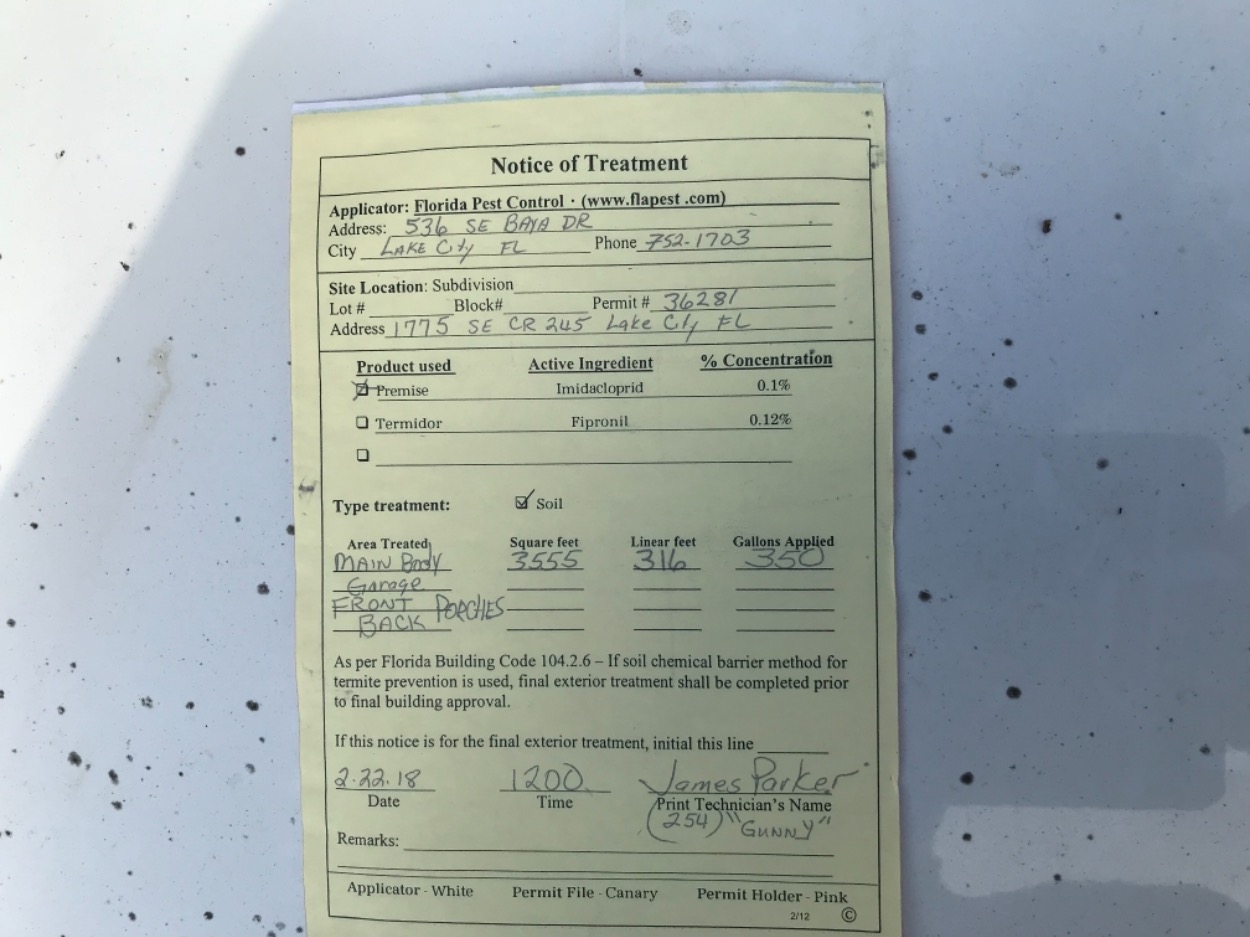 Notice of Treatment
Applicator: Florida Pest Control · (www.flapest .com)
Address: 536 SE BAYA DR
City LAKE City FL Phone 752-1703
Site Location: Subdivision
Lot # Block# Permit # 36281
Address 1775 SE CR 245 Lake City FL
Product used Active Ingredient % Concentration
Premise Imidacloprid 0.1%
Termidor Fipronil 0.12%
Type treatment: Soil
Area Treated Square feet Linear feet Gallons Applied
MAIN Body 3555 316 350
Garage
FRONT PORCHES
BACK
As per Florida Building Code 104.2.6 – If soil chemical barrier method for
termite prevention is used, final exterior treatment shall be completed prior
to final building approval.
If this notice is for the final exterior treatment, initial this line
2.22.18 1200 James Parker
Date Time Print Technician's Name
(254) "GUNNY"
Remarks:
Applicator - White Permit File - Canary Permit Holder - Pink
2/12 ©